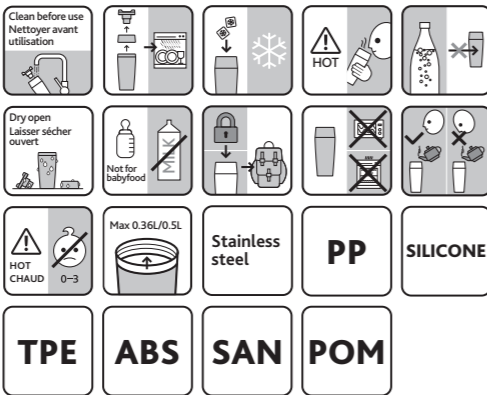 Clean before use
Nettoyer avant
utilisation
HOT
Dry open
Laisser sécher
ouvert
Not for
babyfood
MILK
HOT
CHAUD
0–3
Max 0.36L/0.5L
Stainless
steel
PP
SILICONE
TPE
ABS
SAN
POM